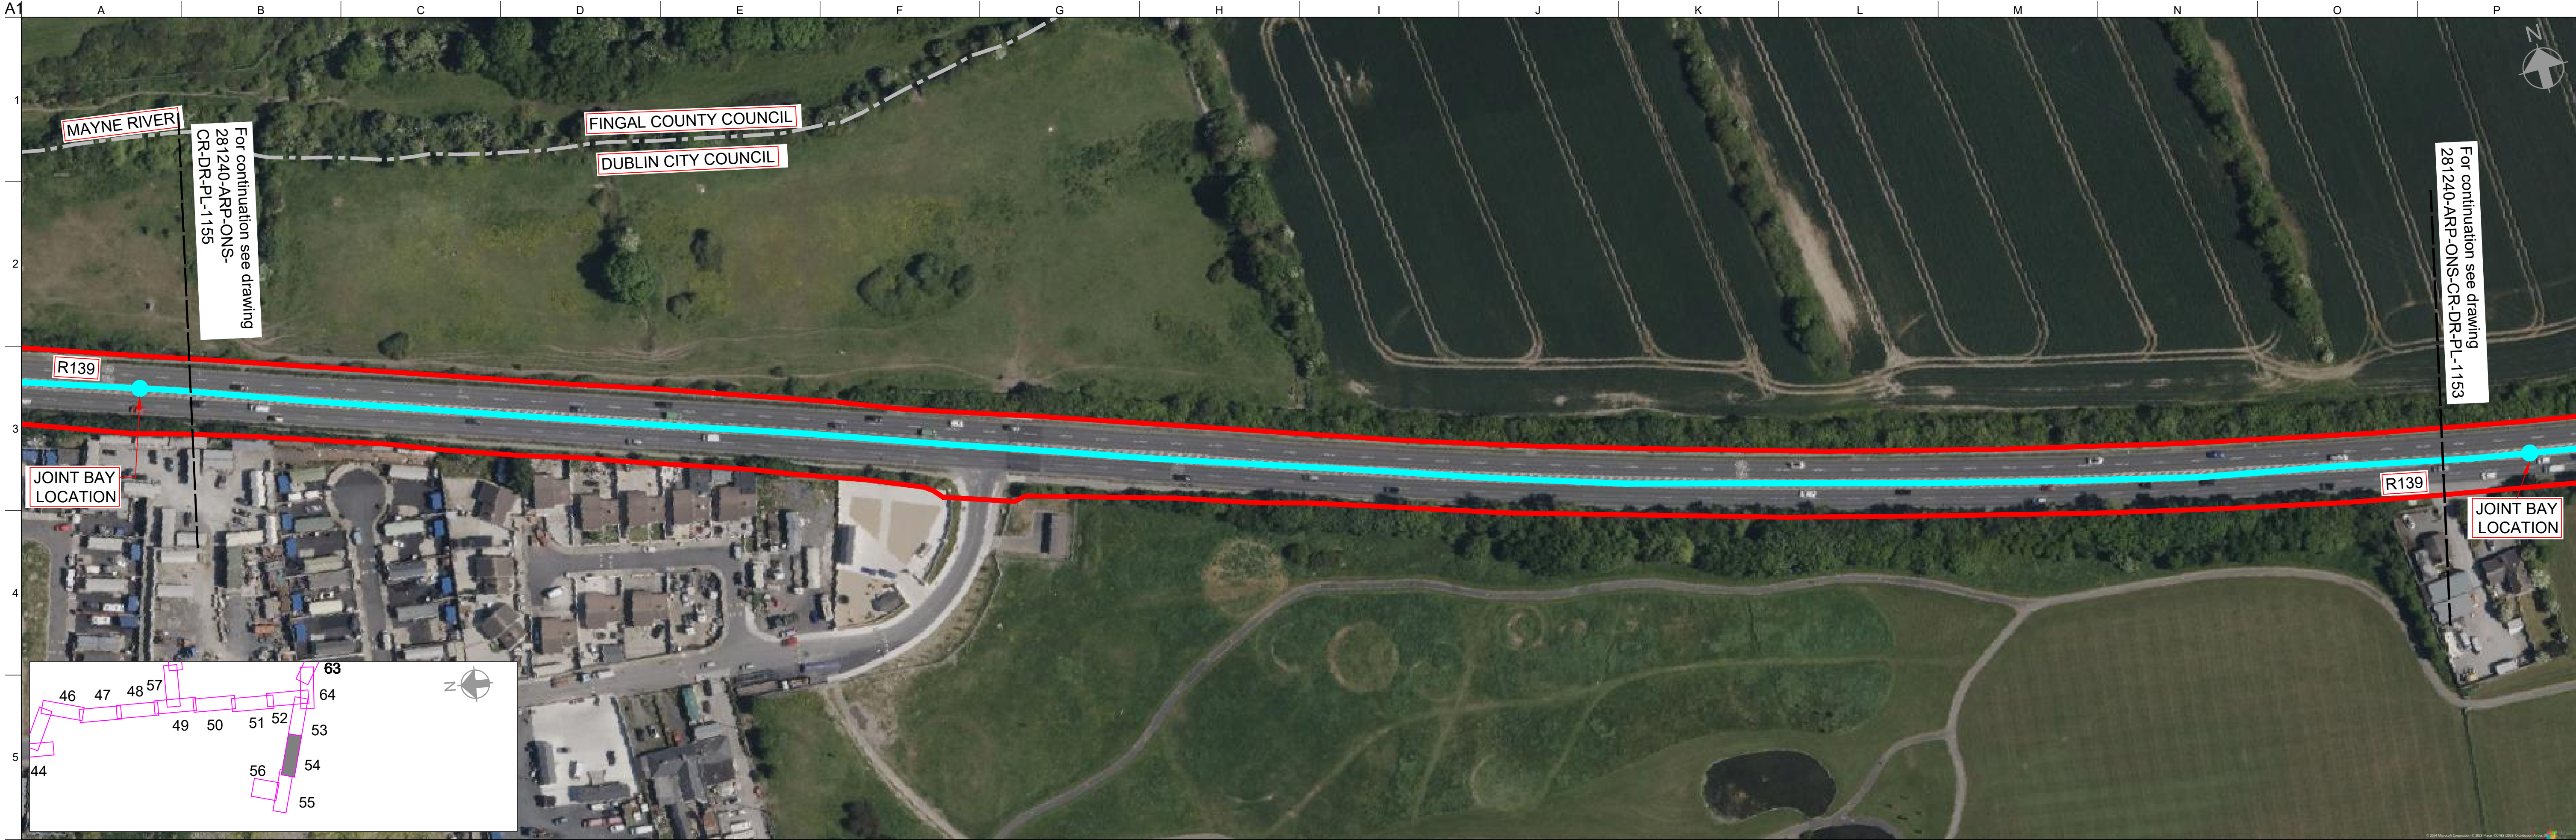 A1
A
B
C
D
E
F
G
H
I
J
K
L
M
N
O
P
1
2
3
4
5
N
MAYNE RIVER
FINGAL COUNTY COUNCIL
DUBLIN CITY COUNCIL
For continuation see drawing
281240-ARP-ONS-
CR-DR-PL-1155
For continuation see drawing
281240-ARP-ONS-CR-DR-PL-1153
R139
JOINT BAY
LOCATION
R139
JOINT BAY
LOCATION
63
N
46
47
48
57
64
49
50
51
52
53
44
56
54
55